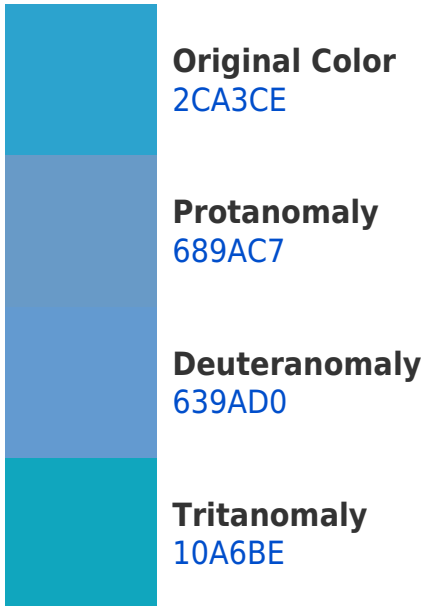 Original Color
2CA3CE
Protanomaly
689AC7
Deuteranomaly
639AD0
Tritanomaly
10A6BE